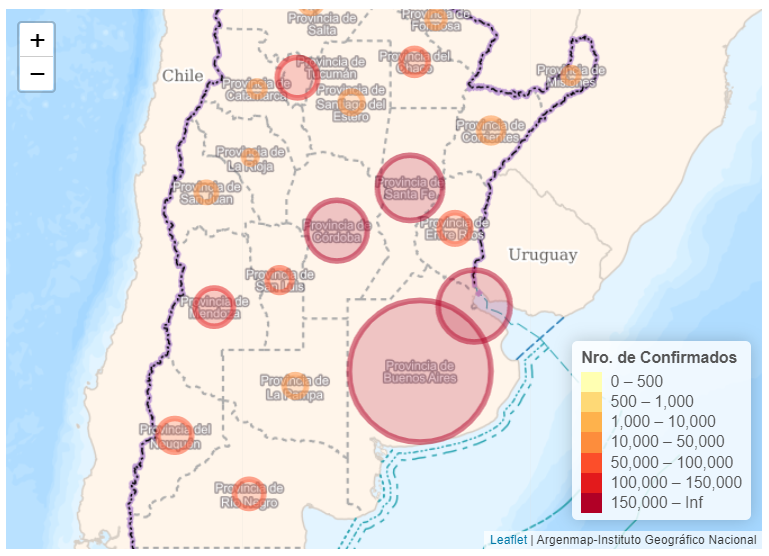 +
−
Provincia de
Salta
Provincia de
Formosa
Chile
Provincia de
Tucumán
Provincia del
Chaco
Provincia de
Misiones
Provincia de
Catamarca
Provincia de
Santiago del
Estero
Provincia de
Corrientes
Provincia de
La Rioja
Provincia de
San Juan
Provincia de
Santa Fe
Provincia de
Córdoba
Provincia de
Entre Ríos
Uruguay
Provincia de
San Luis
Provincia de
Mendoza
Provincia de
Buenos Aires
Provincia de
La Pampa
Provincia del
Neuquén
Provincia de
Río Negro
Nro. de Confirmados
0 – 500
500 – 1,000
1,000 – 10,000
10,000 – 50,000
50,000 – 100,000
100,000 – 150,000
150,000 – Inf
Leaflet | Argenmap-Instituto Geográfico Nacional